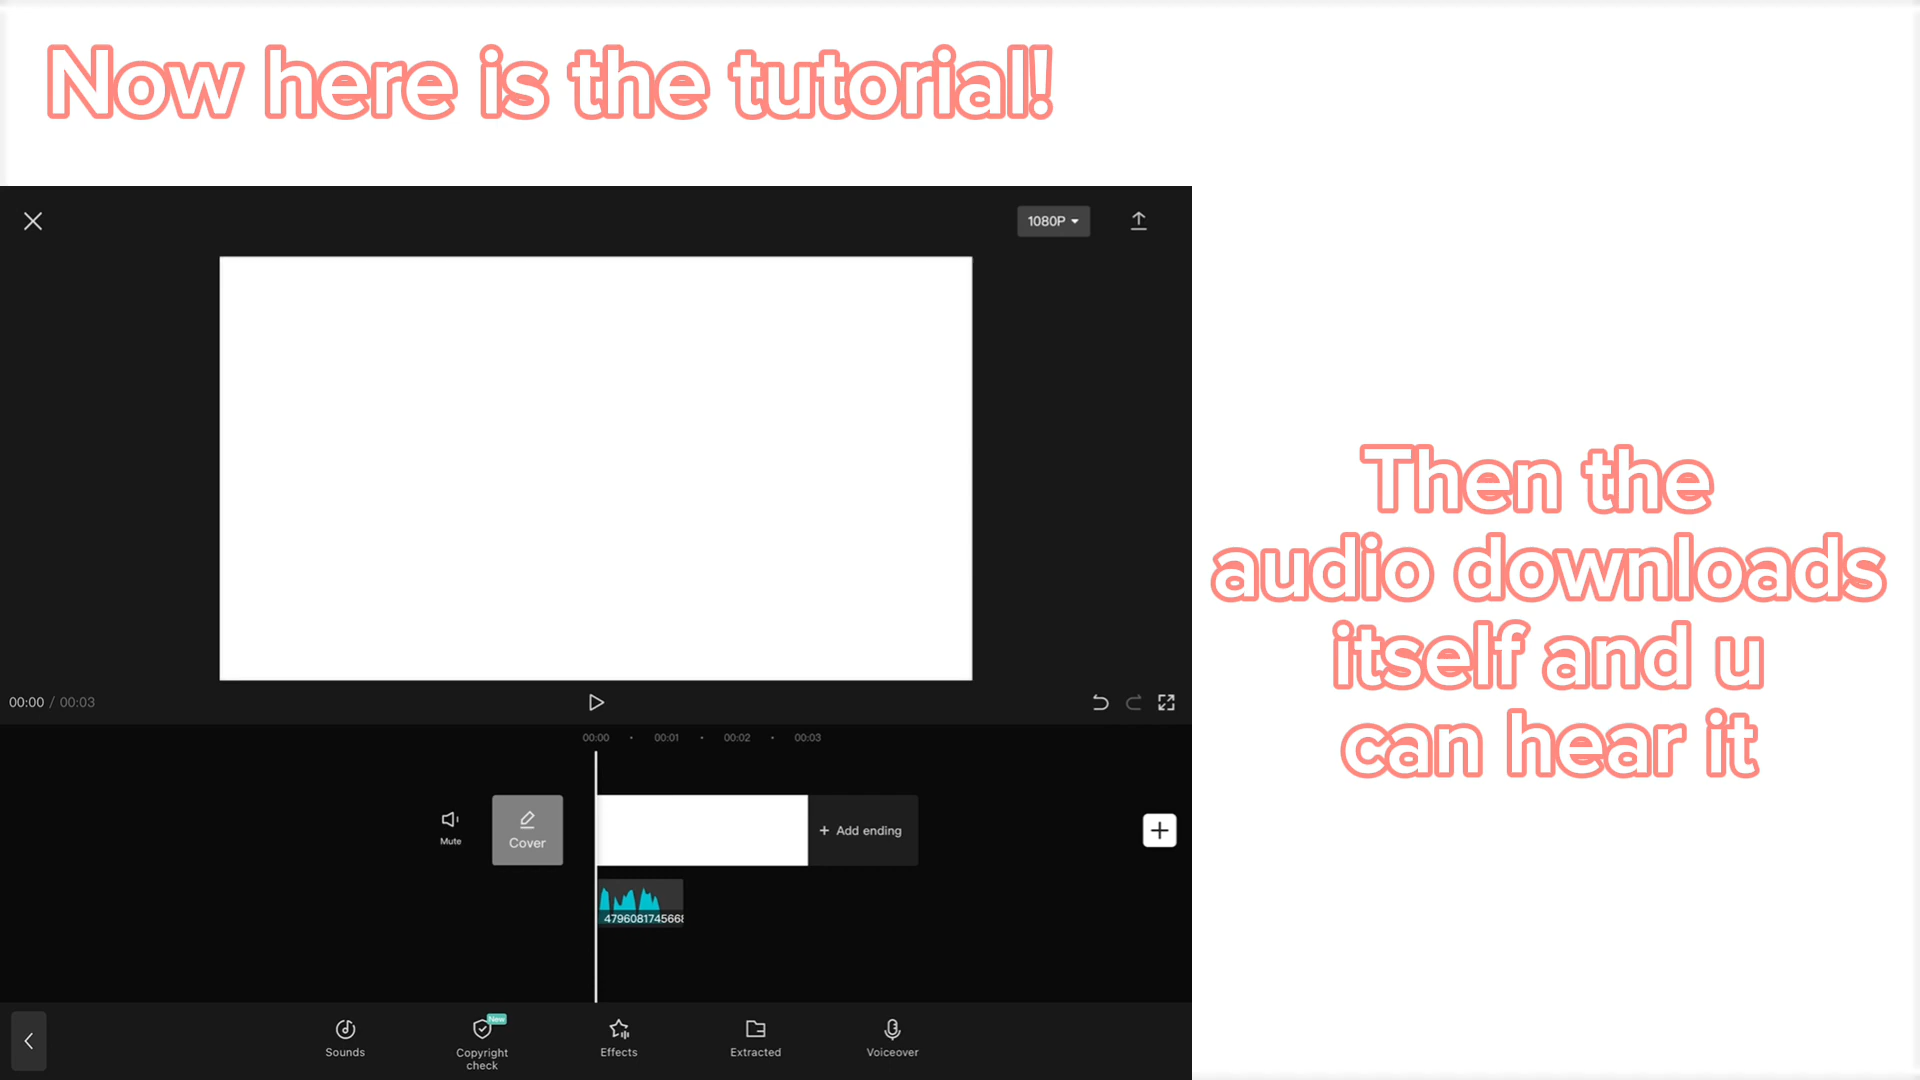 Now here is the tutorial!
1080P
00:00 / 00:03
00:00 00:01 00:02 00:03
Mute
Cover
+ Add ending
4796081745668
Then the
audio downloads
itself and u
can hear it
New
Sounds
Copyright
check
Effects
Extracted
Voiceover